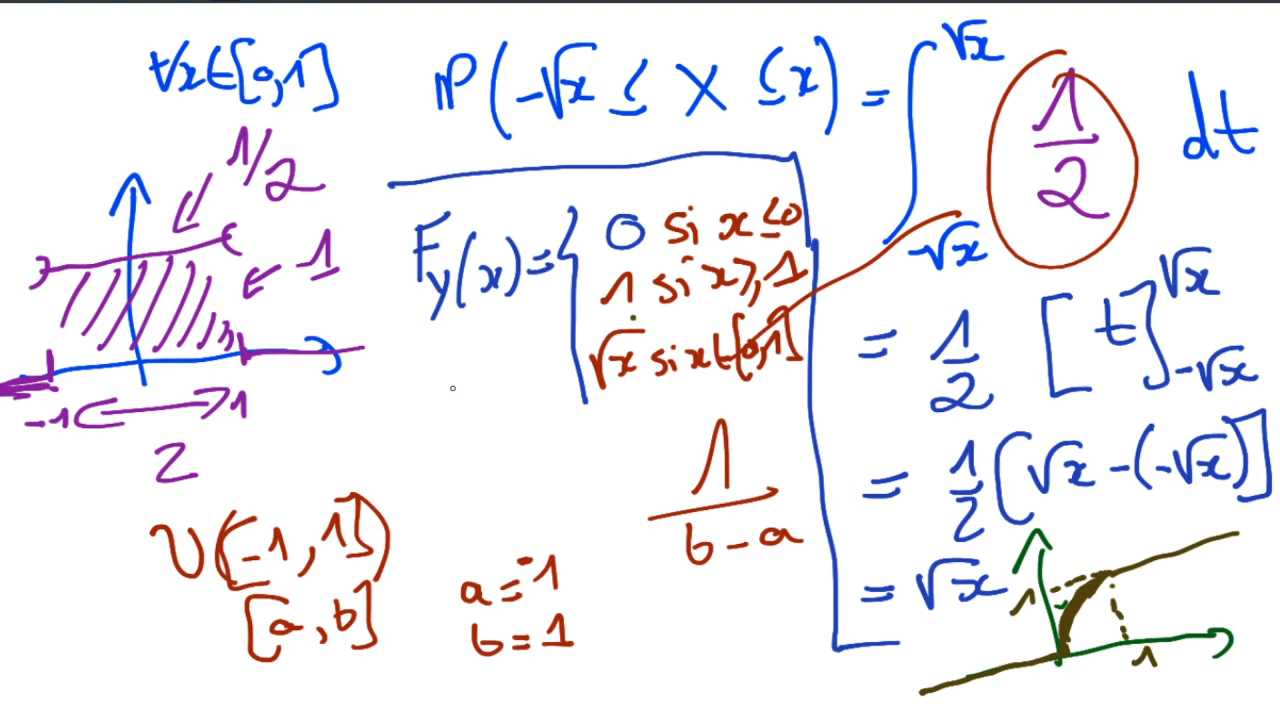 ∀x∈[0,1]
P(-√x ≤ X ≤ x) = ∫_{-√x}^{√x} 1/2 dt
1/2
1
-1 1
2
F_y(x) = { 0 si x ≤ 0
1 si x ≥ 1
√x si x ∈ [0,1]
= 1/2 [t]_{-√x}^{√x}
= 1/2 [√x - (-√x)]
= √x
1/(b-a)
U([-1, 1])
[a, b]
a = -1
b = 1
1
1